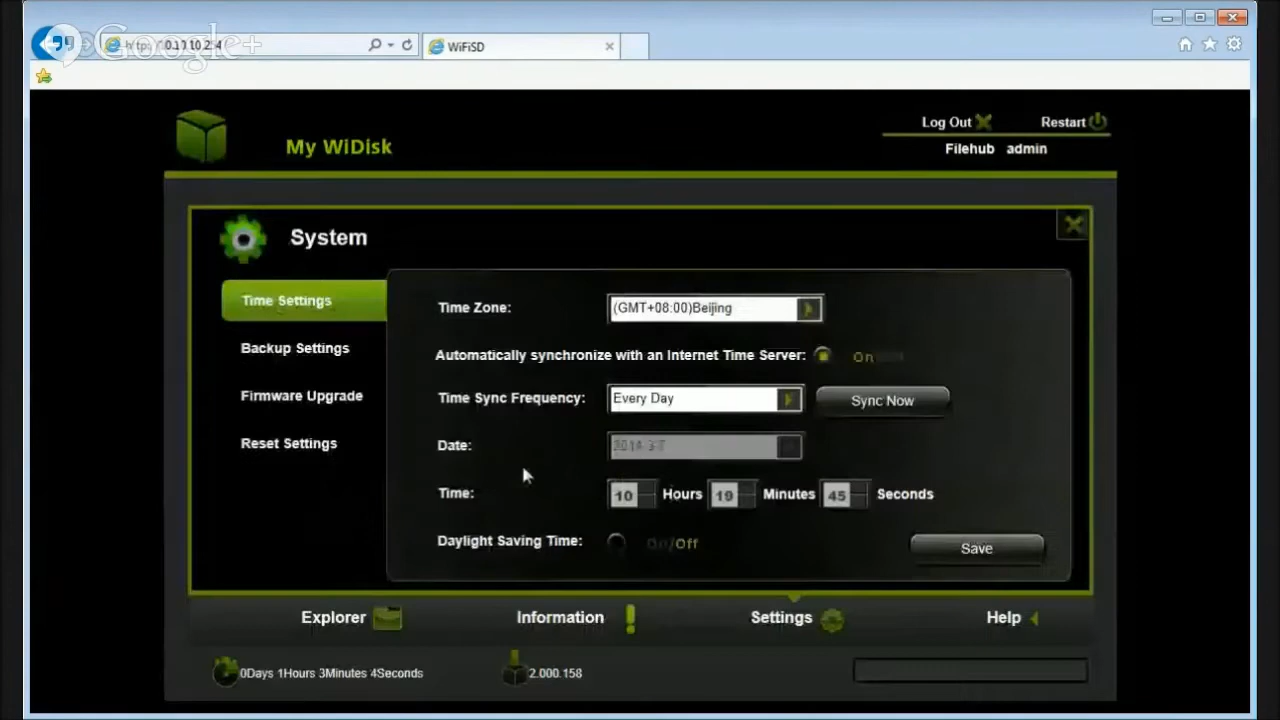 Google+
WiFiSD
Log Out
Restart
My WiDisk
Filehub admin
System
Time Settings
Time Zone:
(GMT+08:00)Beijing
Automatically synchronize with an Internet Time Server:
On
Backup Settings
Time Sync Frequency:
Every Day
Sync Now
Firmware Upgrade
Date:
Reset Settings
Time:
10 Hours 19 Minutes 45 Seconds
Daylight Saving Time:
On/Off
Save
Explorer
Information
Settings
Help
0Days 1Hours 3Minutes 4Seconds
2.000.158